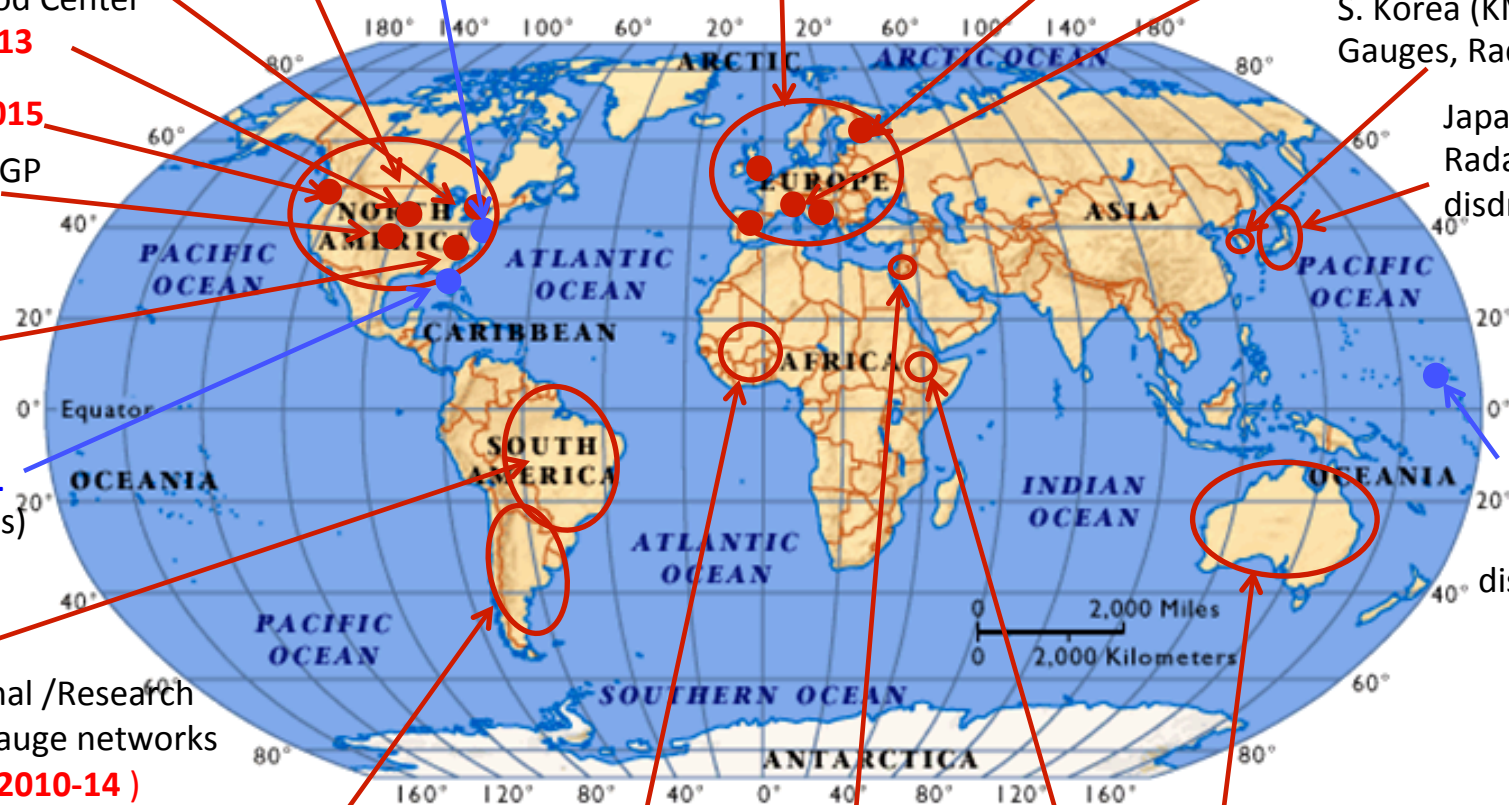 od Center
13
015
GP
s)
nal /Research
auge networks
2010-14 )
S. Korea (KM
Gauges, Rad
Japa
Rada
disdr
dis
180° 140° 100° 60° 20° 20° 60° 100° 140° 180°
80° ARCTIC ARCTIC OCEAN 80°
60° 60°
EUROPE
NORTH
AMERICA
ASIA
40° 40°
PACIFIC
OCEAN
ATLANTIC
OCEAN
PACIFIC
OCEAN
20° 20°
CARIBBEAN
AFRICA
0° Equator 0°
SOUTH
AMERICA
OCEANIA
OCEANIA
20° 20°
INDIAN
OCEAN
ATLANTIC
OCEAN
40° 40°
0 2,000 Miles
0 2,000 Kilometers
PACIFIC
OCEAN
60° 60°
SOUTHERN OCEAN
80° 80°
ANTARCTICA
160° 120° 80° 40° 0° 40° 80° 120° 160°